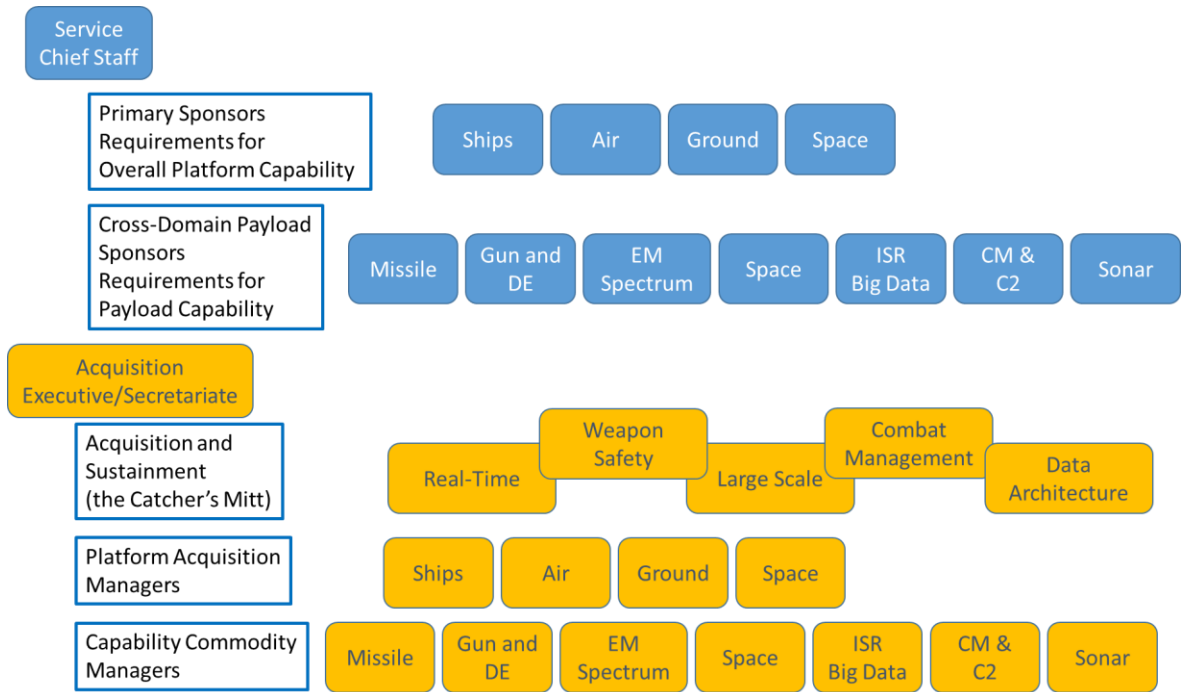 Service
Chief Staff
Primary Sponsors
Requirements for
Overall Platform Capability
Ships
Air
Ground
Space
Cross-Domain Payload
Sponsors
Requirements for
Payload Capability
Missile
Gun and
DE
EM
Spectrum
Space
ISR
Big Data
CM &
C2
Sonar
Acquisition
Executive/Secretariate
Acquisition and
Sustainment
(the Catcher's Mitt)
Real-Time
Weapon
Safety
Large Scale
Combat
Management
Data
Architecture
Platform Acquisition
Managers
Ships
Air
Ground
Space
Capability Commodity
Managers
Missile
Gun and
DE
EM
Spectrum
Space
ISR
Big Data
CM &
C2
Sonar